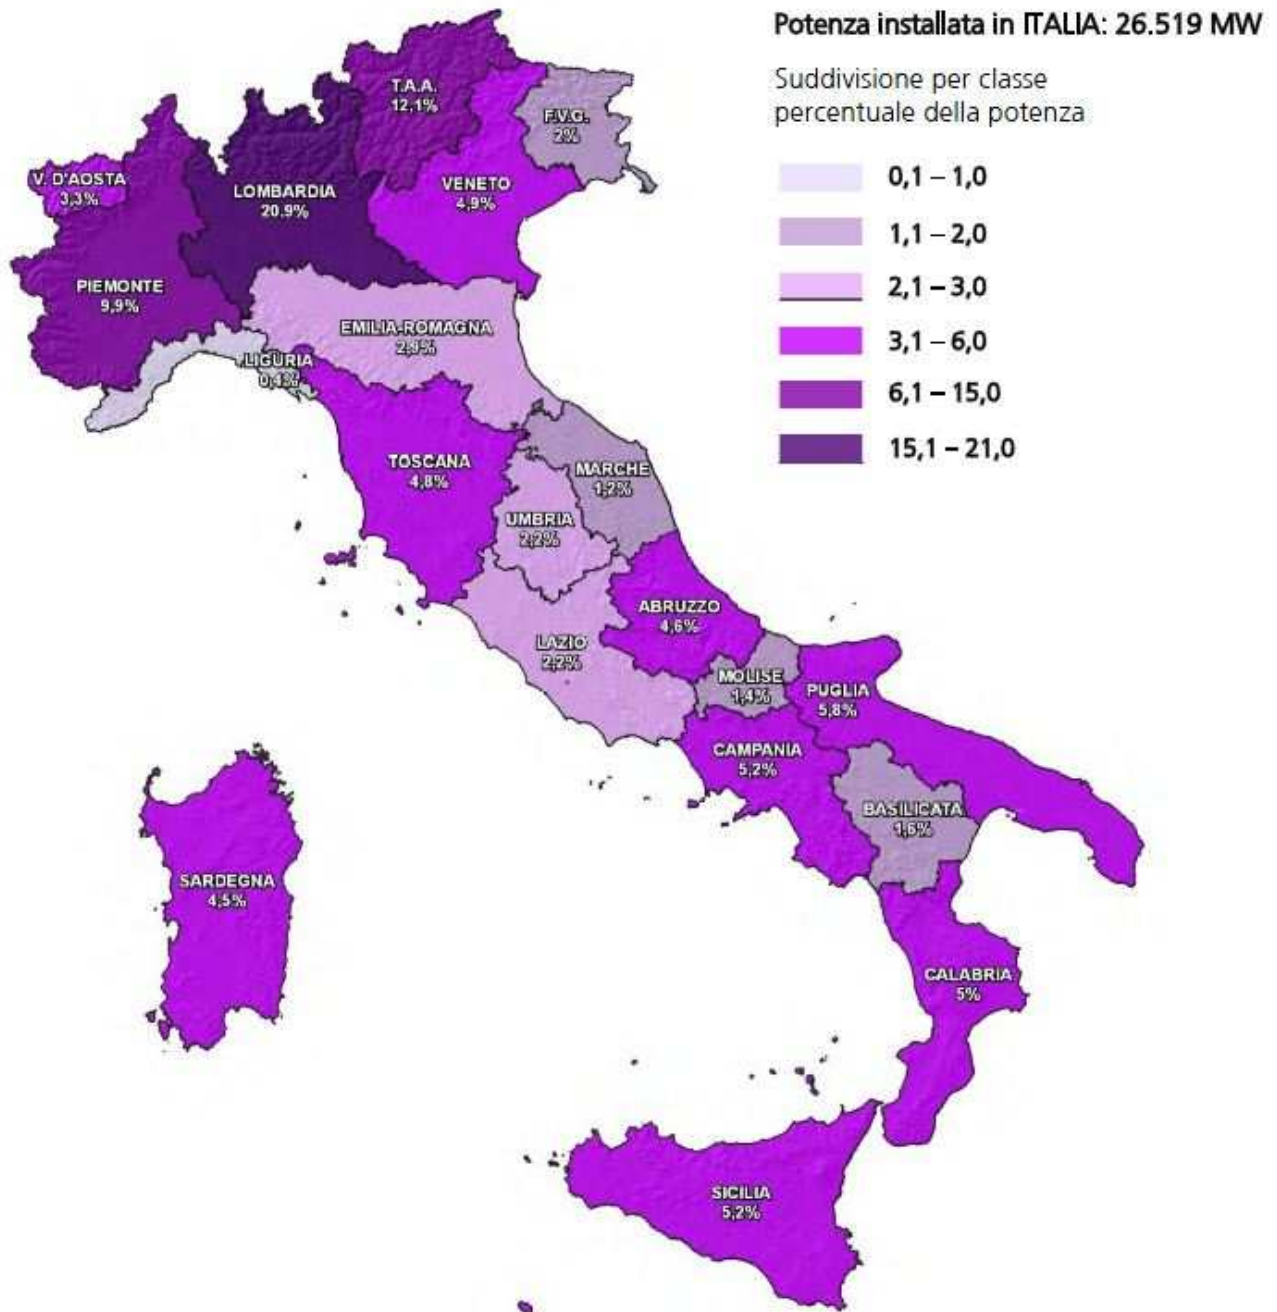 Potenza installata in ITALIA: 26.519 MW
Suddivisione per classe
percentuale della potenza
0,1 – 1,0
1,1 – 2,0
2,1 – 3,0
3,1 – 6,0
6,1 – 15,0
15,1 – 21,0
T.A.A.
12,1%
F.V.G.
2%
V. D'AOSTA
3,3%
LOMBARDIA
20,9%
VENETO
4,9%
PIEMONTE
9,9%
EMILIA-ROMAGNA
2,9%
LIGURIA
0,4%
TOSCANA
4,8%
MARCHE
1,2%
UMBRIA
2,2%
ABRUZZO
4,6%
LAZIO
2,2%
MOLISE
1,4%
PUGLIA
5,8%
CAMPANIA
5,2%
BASILICATA
1,6%
SARDEGNA
4,5%
CALABRIA
5%
SICILIA
5,2%